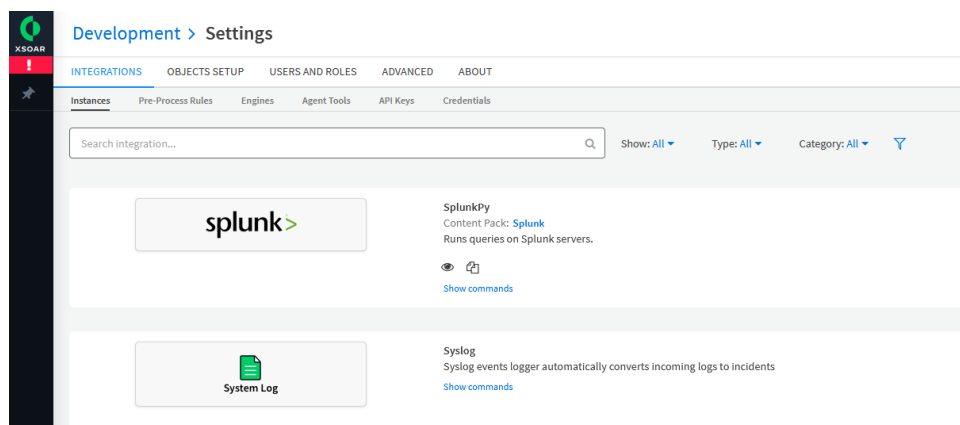 XSOAR
Development > Settings
INTEGRATIONS OBJECTS SETUP USERS AND ROLES ADVANCED ABOUT
Instances Pre-Process Rules Engines Agent Tools API Keys Credentials
Search integration... Show: All Type: All Category: All
splunk>
SplunkPy
Content Pack: Splunk
Runs queries on Splunk servers.
Show commands
System Log
Syslog
Syslog events logger automatically converts incoming logs to incidents
Show commands